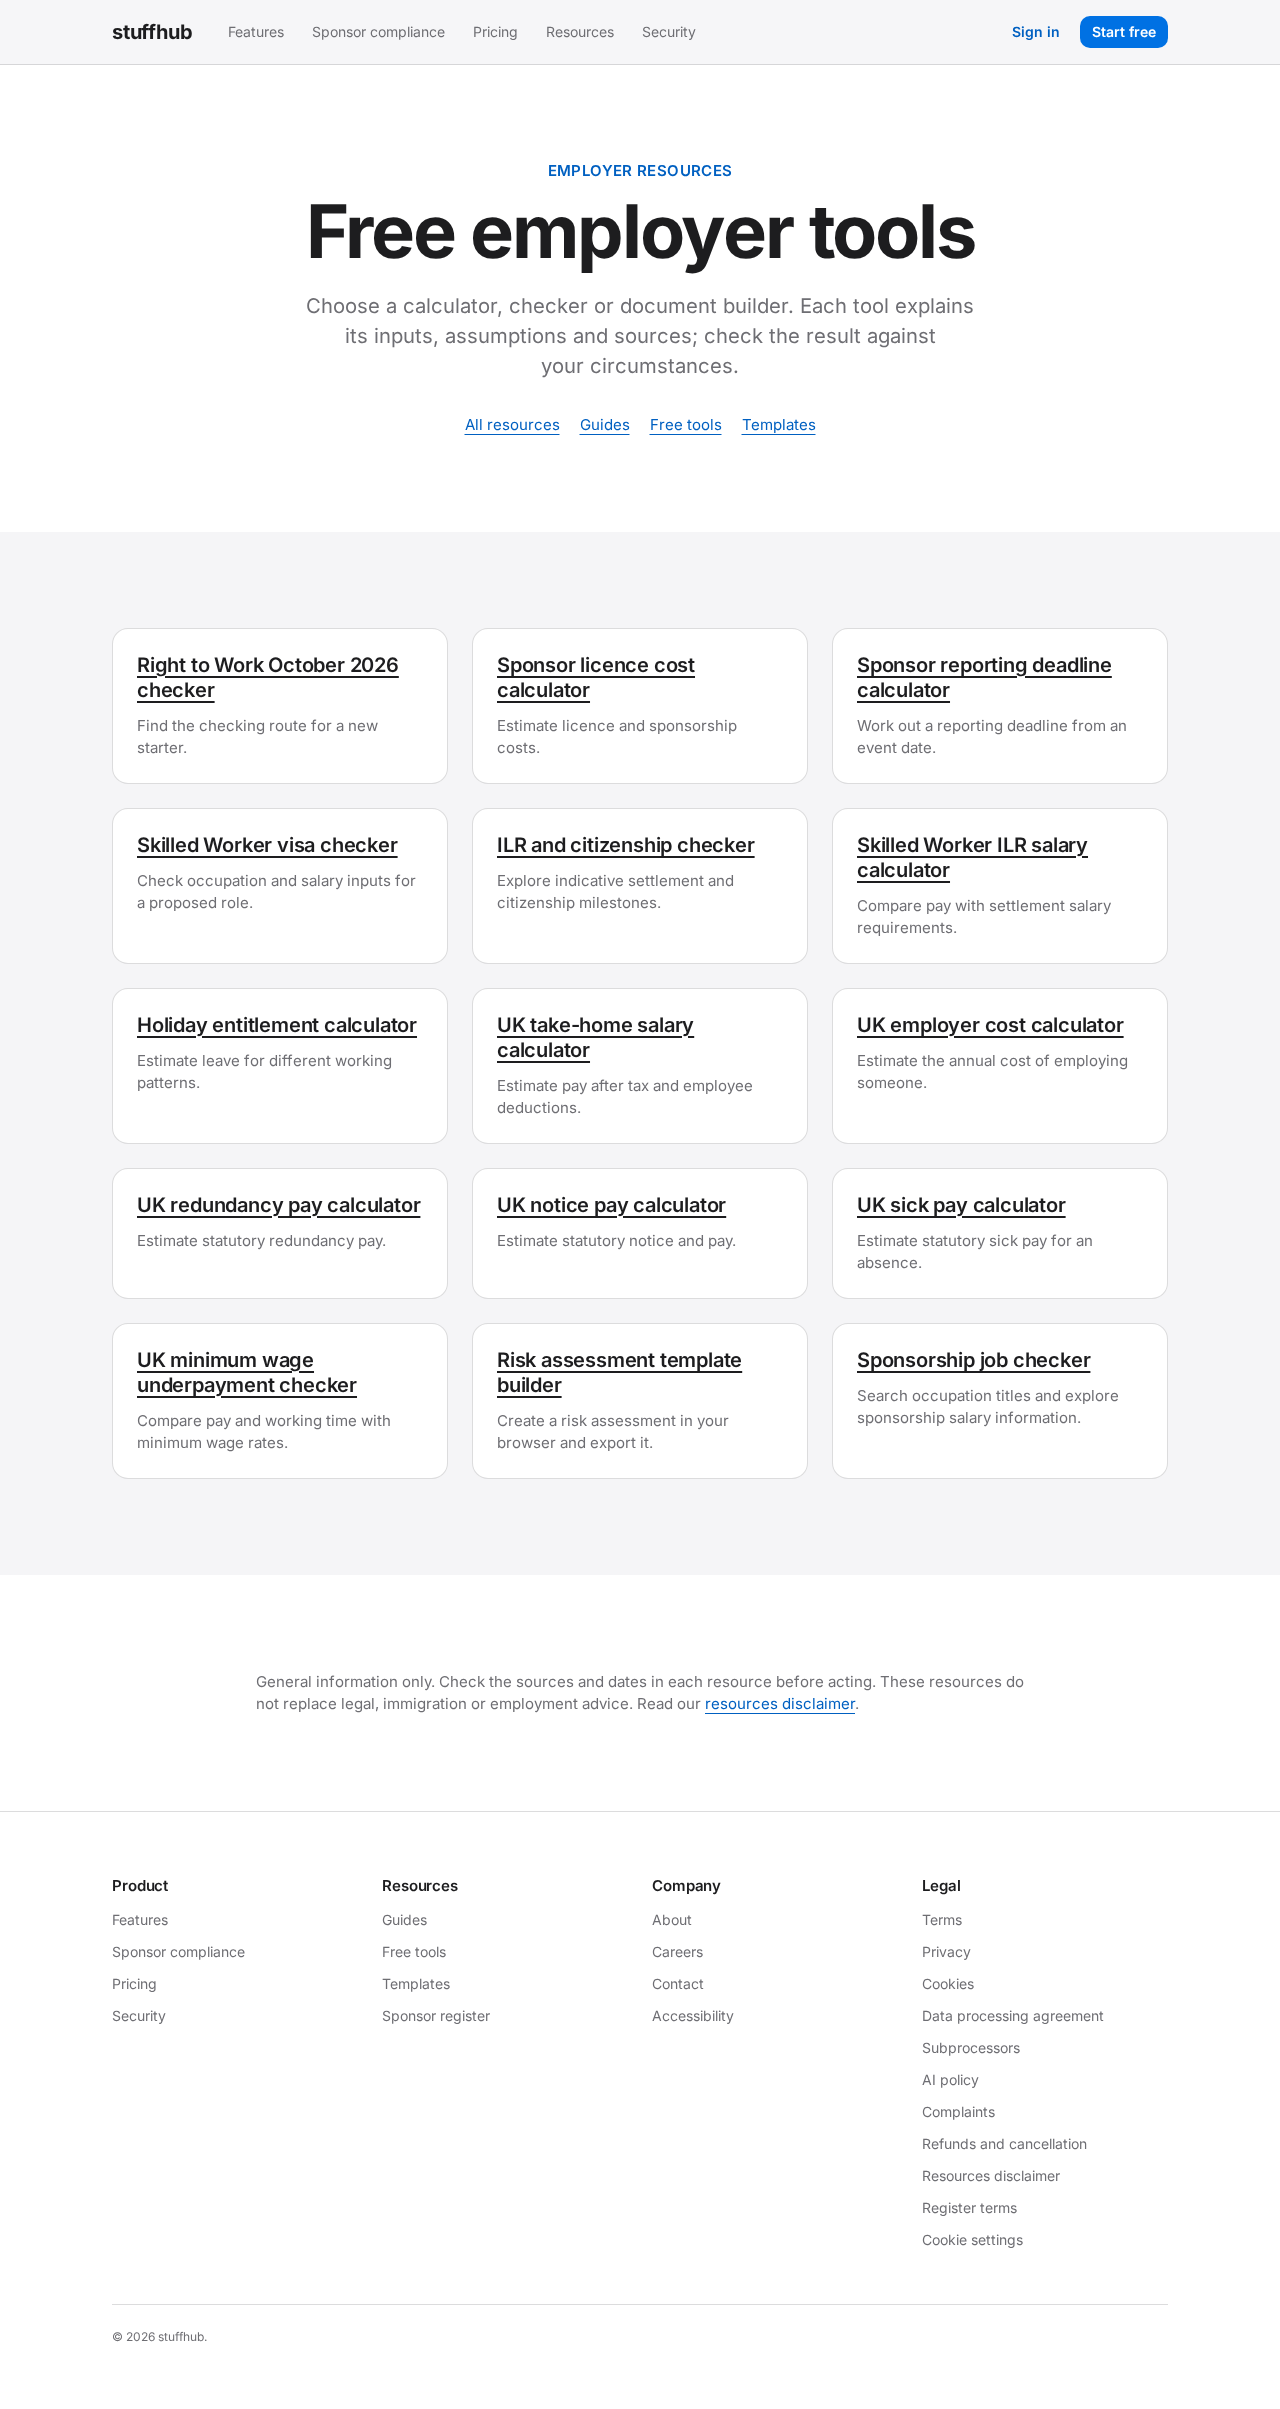 stuffhub
Features
Sponsor compliance
Pricing
Resources
Security
Sign in
Start free
EMPLOYER RESOURCES
Free employer tools
Choose a calculator, checker or document builder. Each tool explains
its inputs, assumptions and sources; check the result against
your circumstances.
All resources
Guides
Free tools
Templates
Right to Work October 2026
checker
Find the checking route for a new
starter.
Sponsor licence cost
calculator
Estimate licence and sponsorship
costs.
Sponsor reporting deadline
calculator
Work out a reporting deadline from an
event date.
Skilled Worker visa checker
Check occupation and salary inputs for
a proposed role.
ILR and citizenship checker
Explore indicative settlement and
citizenship milestones.
Skilled Worker ILR salary
calculator
Compare pay with settlement salary
requirements.
Holiday entitlement calculator
Estimate leave for different working
patterns.
UK take-home salary
calculator
Estimate pay after tax and employee
deductions.
UK employer cost calculator
Estimate the annual cost of employing
someone.
UK redundancy pay calculator
Estimate statutory redundancy pay.
UK notice pay calculator
Estimate statutory notice and pay.
UK sick pay calculator
Estimate statutory sick pay for an
absence.
UK minimum wage
underpayment checker
Compare pay and working time with
minimum wage rates.
Risk assessment template
builder
Create a risk assessment in your
browser and export it.
Sponsorship job checker
Search occupation titles and explore
sponsorship salary information.
General information only. Check the sources and dates in each resource before acting. These resources do
not replace legal, immigration or employment advice. Read our resources disclaimer.
Product
Features
Sponsor compliance
Pricing
Security
Resources
Guides
Free tools
Templates
Sponsor register
Company
About
Careers
Contact
Accessibility
Legal
Terms
Privacy
Cookies
Data processing agreement
Subprocessors
AI policy
Complaints
Refunds and cancellation
Resources disclaimer
Register terms
Cookie settings
© 2026 stuffhub.